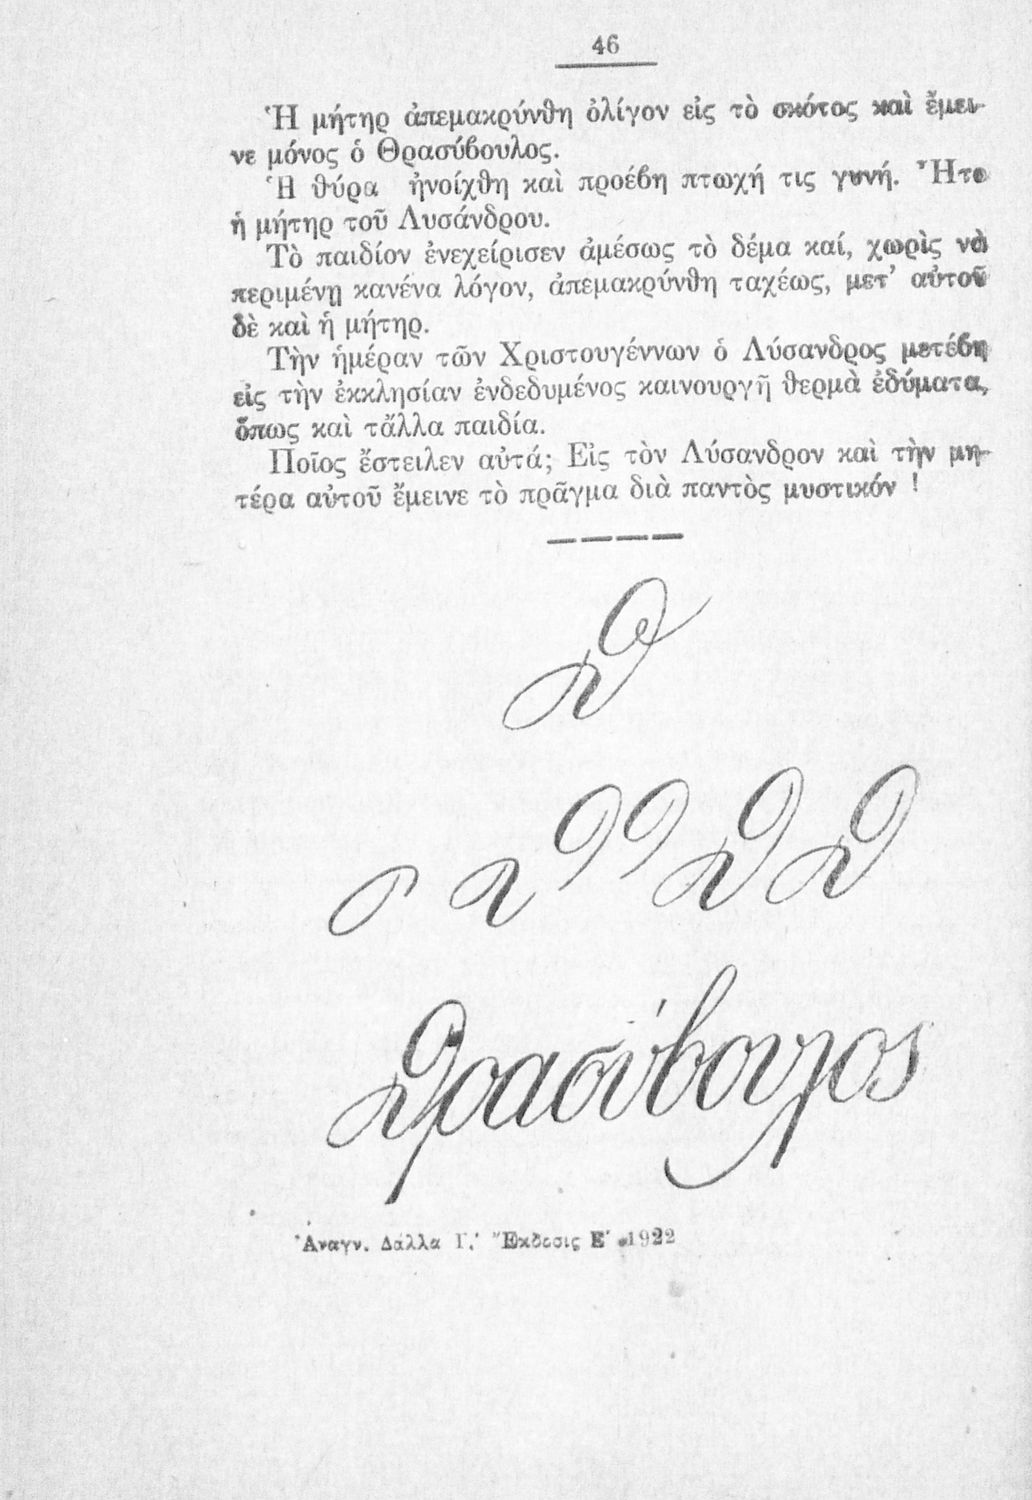 46
Ἡ μήτηρ ἀπεμακρύνθη ὀλίγον εἰς τὸ σκότος καὶ ἔμει-
νε μόνος ὁ Θρασύβουλος.
Ἡ θύρα ἠνοίχθη καὶ προέβη πτωχή τις γυνή. Ἦτο
ἡ μήτηρ τοῦ Λυσάνδρου.
Τὸ παιδίον ἐνεχείρισεν ἀμέσως τὸ δέμα καί, χωρὶς νὰ
περιμένῃ κανένα λόγον, ἀπεμακρύνθη ταχέως, μετ’ αὐτοῦ
δὲ καὶ ἡ μήτηρ.
Τὴν ἡμέραν τῶν Χριστουγέννων ὁ Λύσανδρος μετέβη
εἰς τὴν ἐκκλησίαν ἐνδεδυμένος καινουργῆ θερμὰ ἐδύματα,
ὅπως καὶ τἄλλα παιδία.
Ποῖος ἔστειλεν αὐτά; Εἰς τὸν Λύσανδρον καὶ τὴν μη-
τέρα αὐτοῦ ἔμεινε τὸ πρᾶγμα διὰ παντὸς μυστικόν !
Θ
Θ Θ
Θρασύβουλος
Ἀναγν. Δάλλα Γ.′ Ἔκδοσις Ε′ 1922